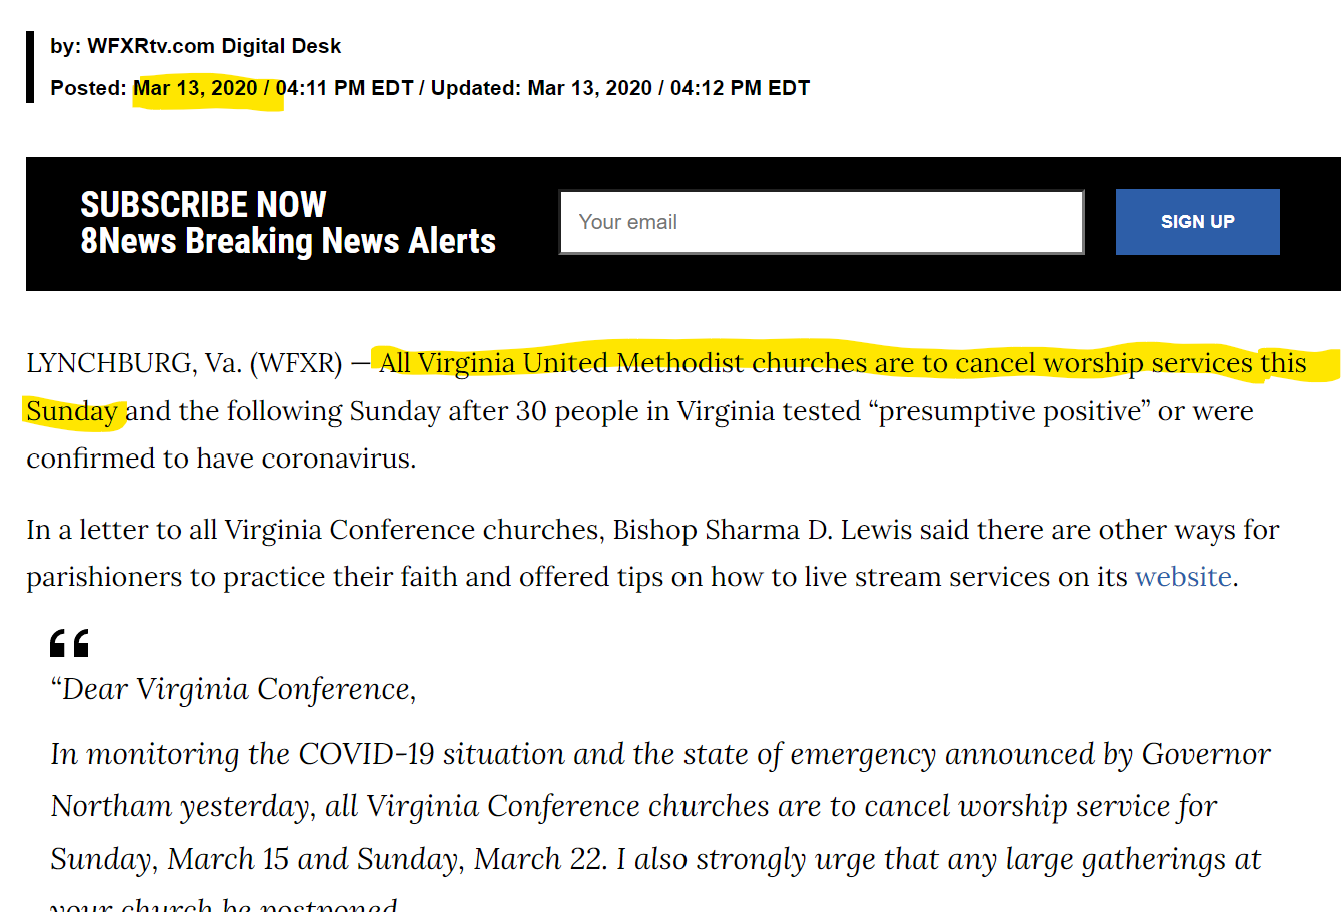 by: WFXRtv.com Digital Desk
Posted: Mar 13, 2020 / 04:11 PM EDT / Updated: Mar 13, 2020 / 04:12 PM EDT
SUBSCRIBE NOW
8News Breaking News Alerts
Your email
SIGN UP
LYNCHBURG, Va. (WFXR) — All Virginia United Methodist churches are to cancel worship services this
Sunday and the following Sunday after 30 people in Virginia tested “presumptive positive” or were
confirmed to have coronavirus.
In a letter to all Virginia Conference churches, Bishop Sharma D. Lewis said there are other ways for
parishioners to practice their faith and offered tips on how to live stream services on its website.
“Dear Virginia Conference,
In monitoring the COVID-19 situation and the state of emergency announced by Governor
Northam yesterday, all Virginia Conference churches are to cancel worship service for
Sunday, March 15 and Sunday, March 22. I also strongly urge that any large gatherings at
your church be postponed